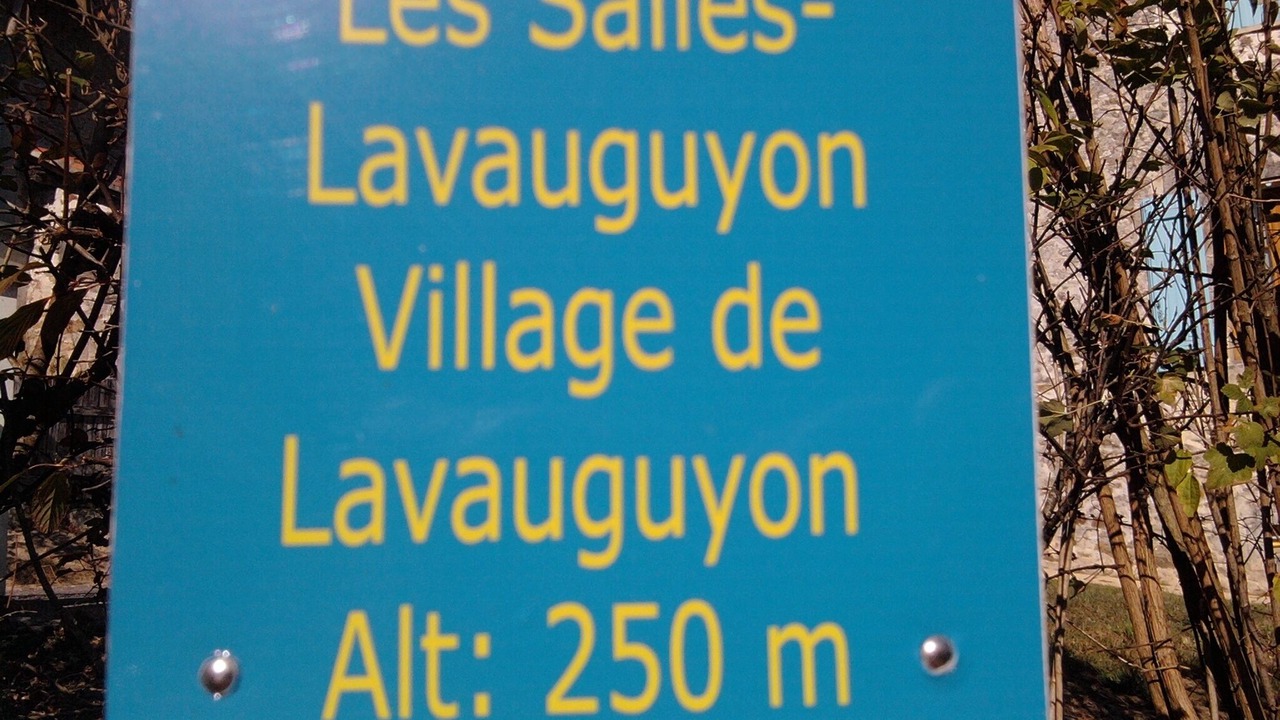 Les Salles-
Lavauguyon
Village de
Lavauguyon
Alt: 250 m